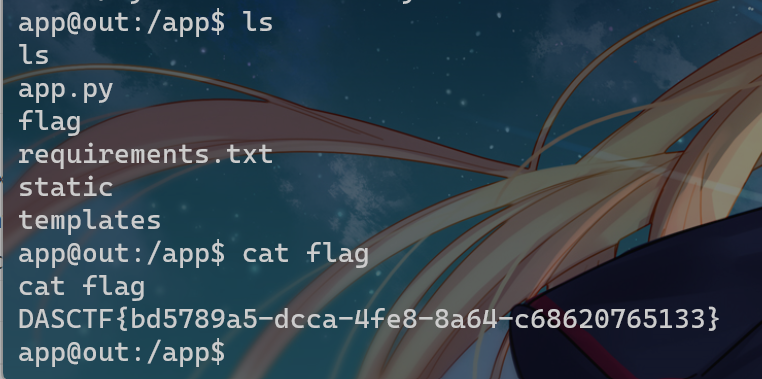 app@out:/app$ ls
ls
app.py
flag
requirements.txt
static
templates
app@out:/app$ cat flag
cat flag
DASCTF{bd5789a5-dcca-4fe8-8a64-c68620765133}
app@out:/app$